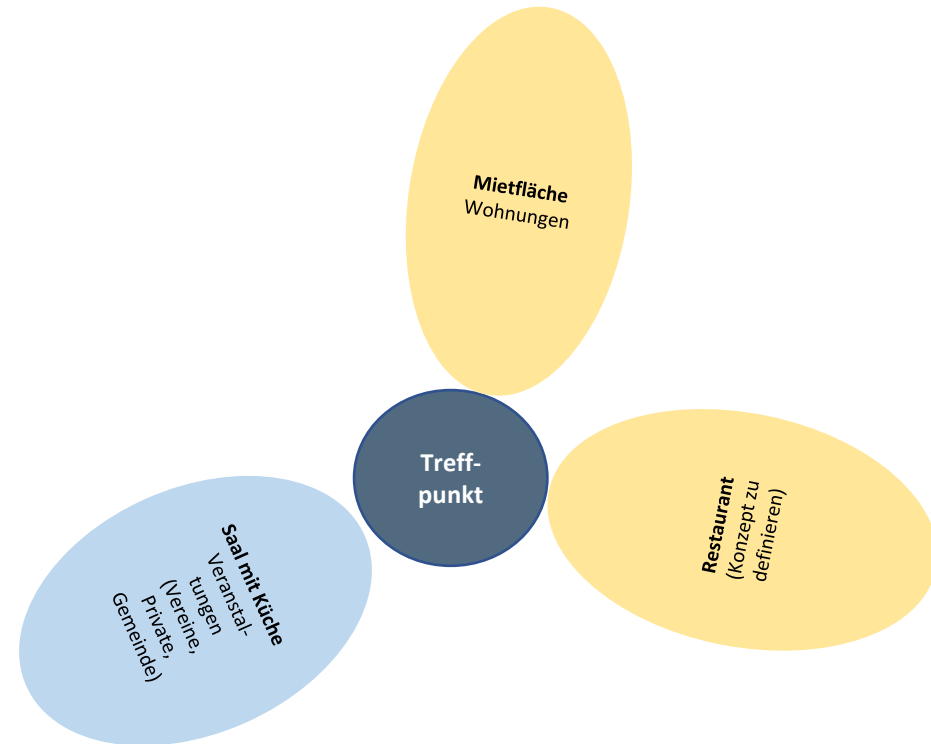 Mietfläche
Wohnungen
Treff-
punkt
Restaurant
(Konzept zu
definieren)
Saal mit Küche
Veranstal-
tungen
(Vereine,
Private,
Gemeinde)